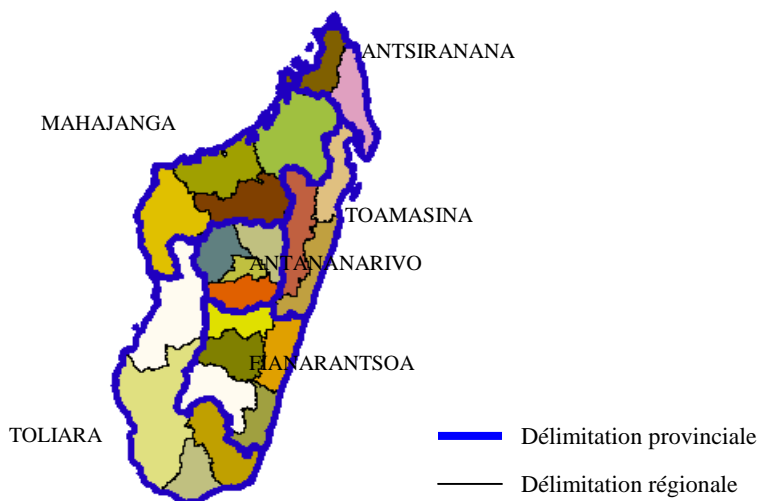 ANTSIRANANA
MAHAJANGA
TOAMASINA
ANTANANARIVO
FIANARANTSOA
TOLIARA
Délimitation provinciale
Délimitation régionale